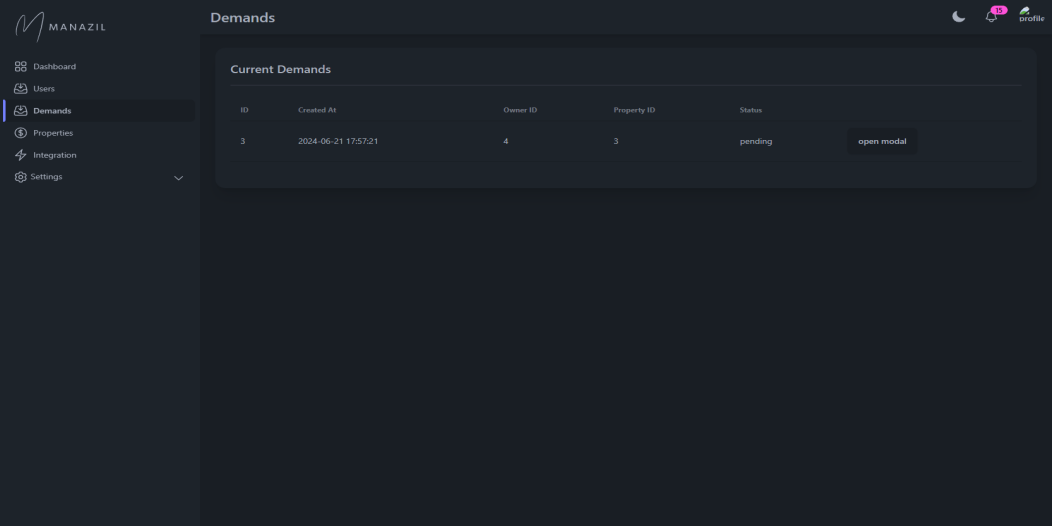 MANAZIL
Dashboard
Users
Demands
Properties
Integration
Settings
Demands
15
profile
Current Demands
ID Created At Owner ID Property ID Status
3 2024-06-21 17:57:21 4 3 pending open modal